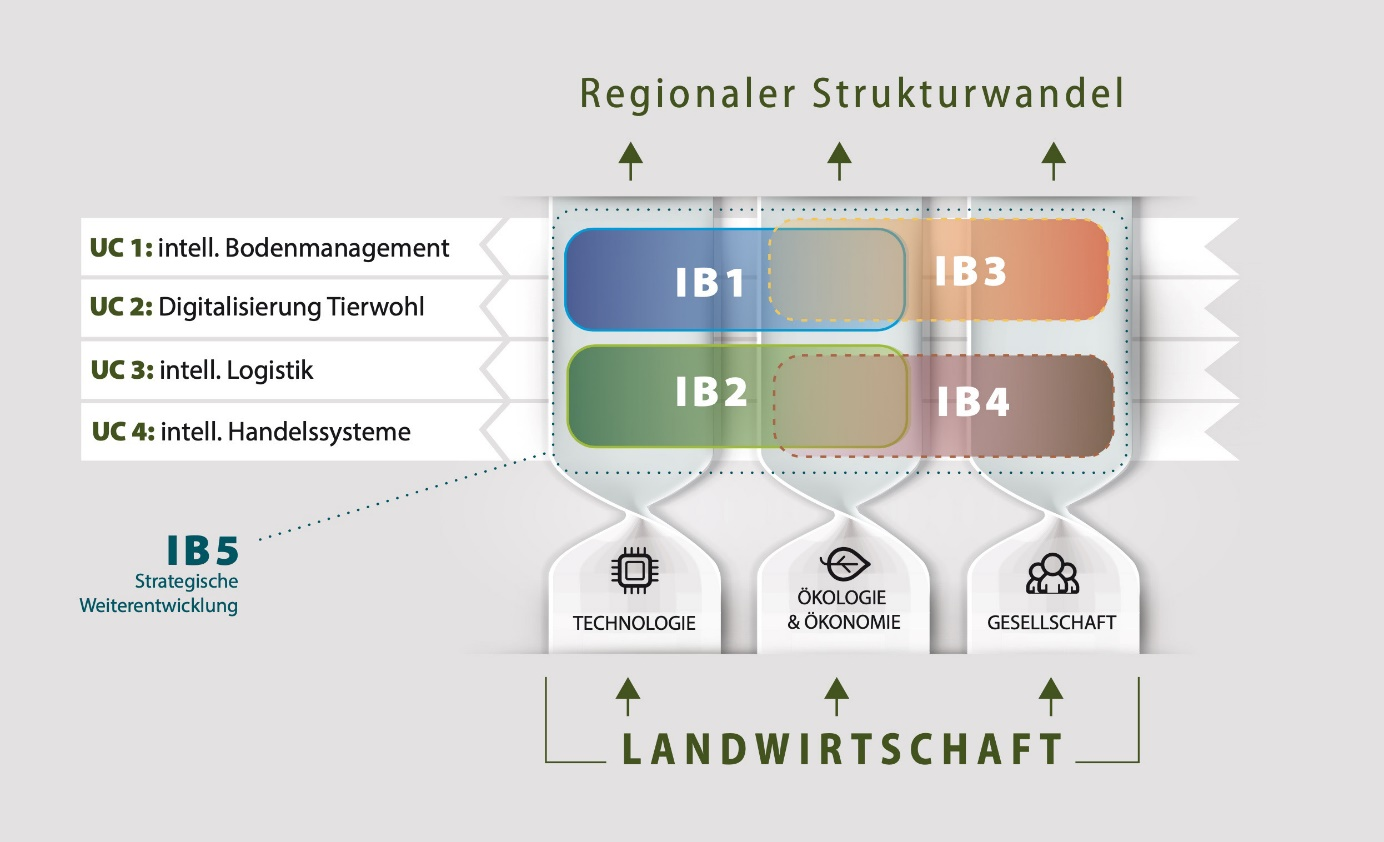 Regionaler Strukturwandel
UC 1: intell. Bodenmanagement
UC 2: Digitalisierung Tierwohl
UC 3: intell. Logistik
UC 4: intell. Handelssysteme
IB1
IB3
IB2
IB4
IB5
Strategische
Weiterentwicklung
TECHNOLOGIE
ÖKOLOGIE
& ÖKONOMIE
GESELLSCHAFT
LANDWIRTSCHAFT